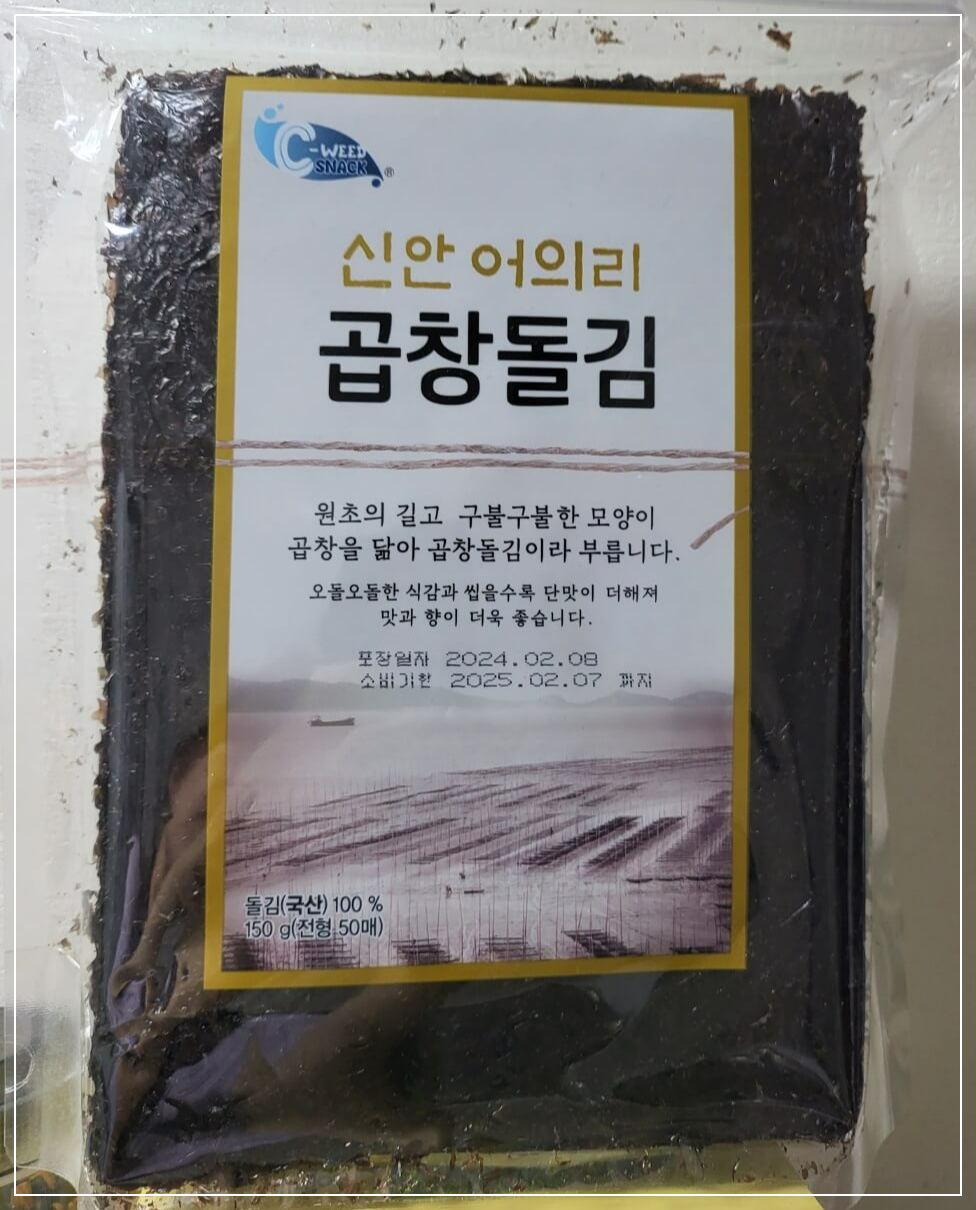 C-WEED
SNACK ®
신안 어의리
곱창돌김
원초의 길고 구불구불한 모양이
곱창을 닮아 곱창돌김이라 부릅니다.
오돌오돌한 식감과 씹을수록 단맛이 더해져
맛과 향이 더욱 좋습니다.
포장일자 2024.02.08
소비기한 2025.02.07 까지
돌김(국산) 100 %
150 g(전형 50매)